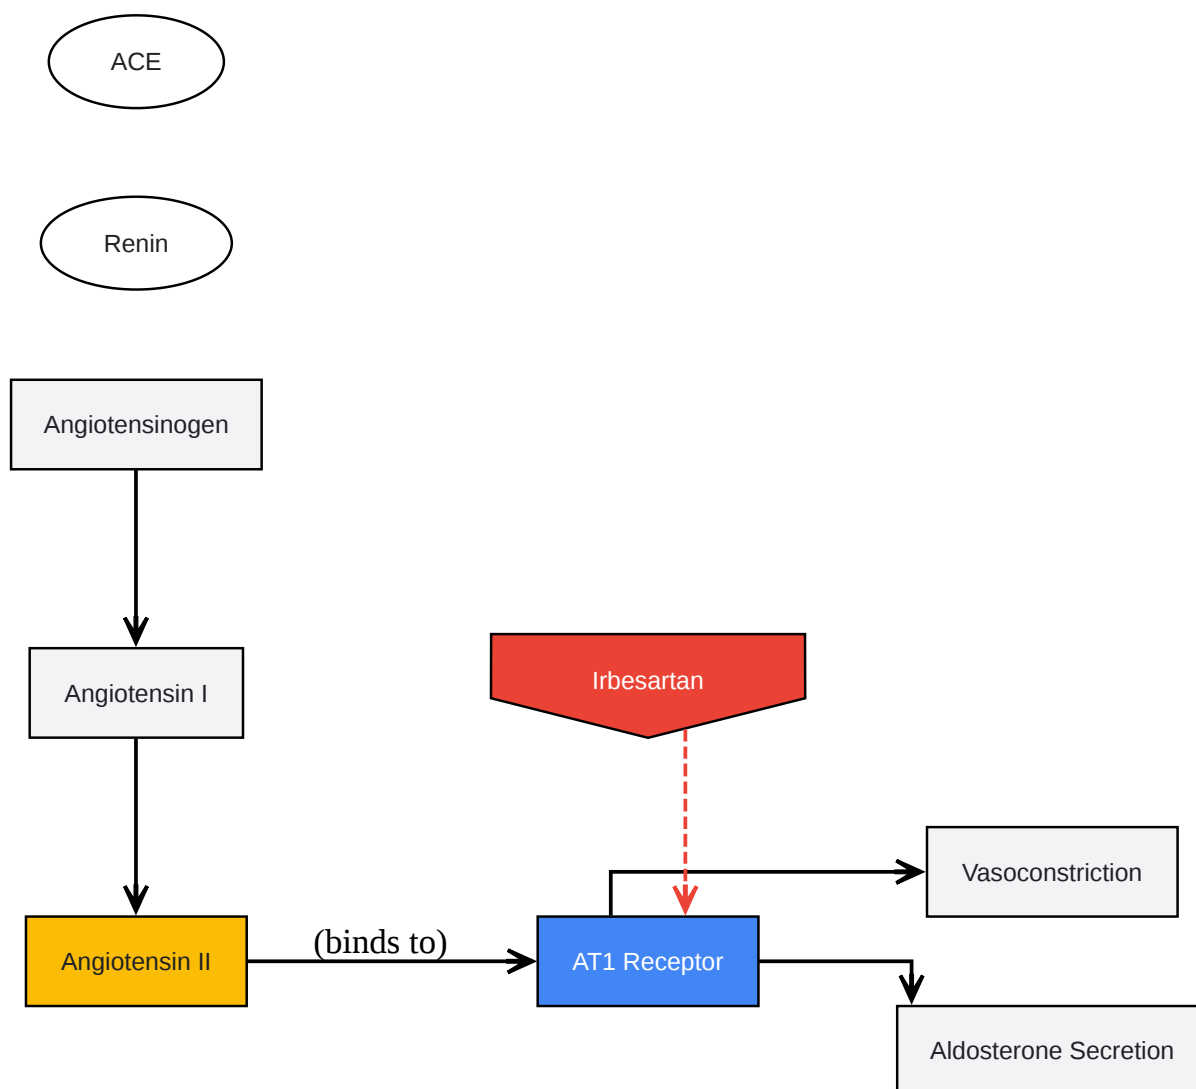 ACE
Renin
Angiotensinogen
Angiotensin I
Irbesartan
Vasoconstriction
Angiotensin II
(binds to)
AT1 Receptor
Aldosterone Secretion